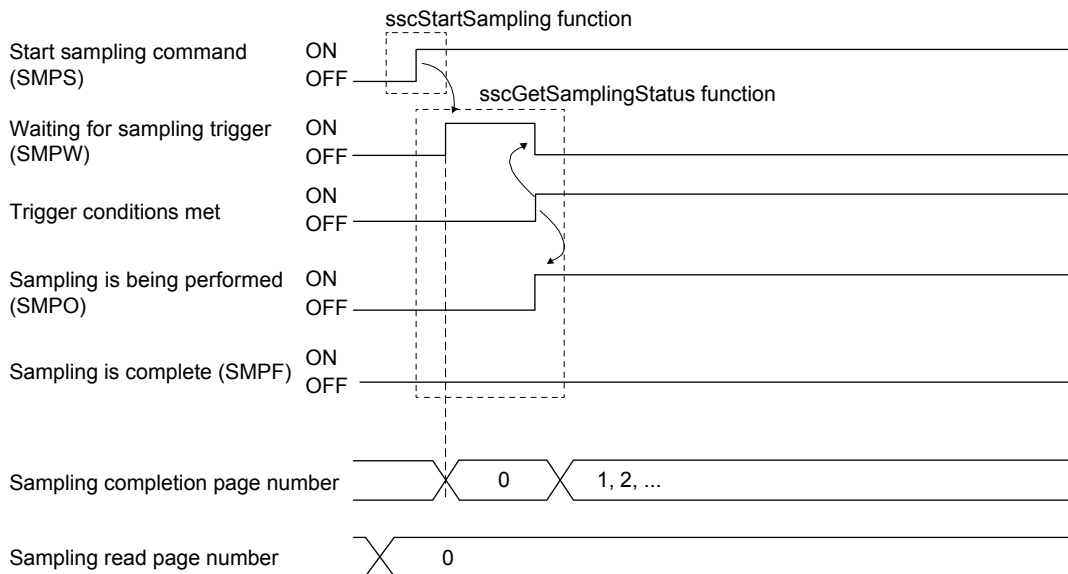 sscStartSampling function
Start sampling command
(SMPS)
ON
OFF
sscGetSamplingStatus function
Waiting for sampling trigger
(SMPW)
ON
OFF
Trigger conditions met
ON
OFF
Sampling is being performed
(SMPO)
ON
OFF
Sampling is complete (SMPF)
ON
OFF
Sampling completion page number
0
1, 2, ...
Sampling read page number
0